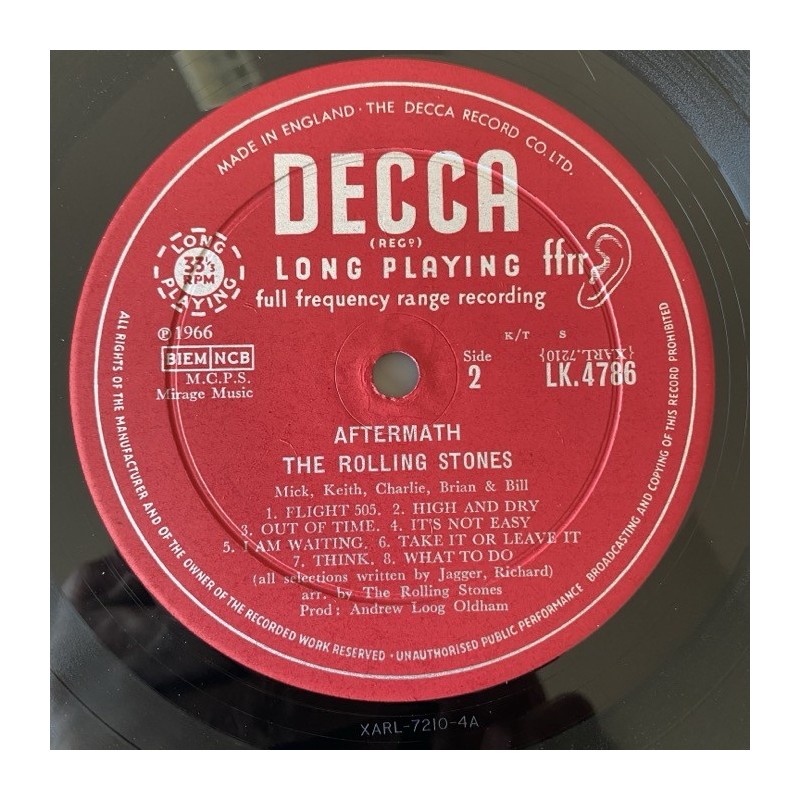 MADE IN ENGLAND · THE DECCA RECORD CO. LTD.
DECCA
(REGᴰ)
LONG PLAYING
ffrr
full frequency range recording
LONG
33⅓
RPM
PLAYING
℗ 1966
BIEM NCB
M.C.P.S.
Mirage Music
K/T S
Side
2
{XARL.7210}
LK.4786
AFTERMATH
THE ROLLING STONES
Mick, Keith, Charlie, Brian & Bill
1. FLIGHT 505. 2. HIGH AND DRY
3. OUT OF TIME. 4. IT'S NOT EASY
5. I AM WAITING. 6. TAKE IT OR LEAVE IT
7. THINK. 8. WHAT TO DO
(all selections written by Jagger, Richard)
arr. by The Rolling Stones
Prod: Andrew Loog Oldham
ALL RIGHTS OF THE MANUFACTURER AND OF THE OWNER OF THE RECORDED WORK RESERVED · UNAUTHORISED PUBLIC PERFORMANCE BROADCASTING AND COPYING OF THIS RECORD PROHIBITED
XARL-7210-4A